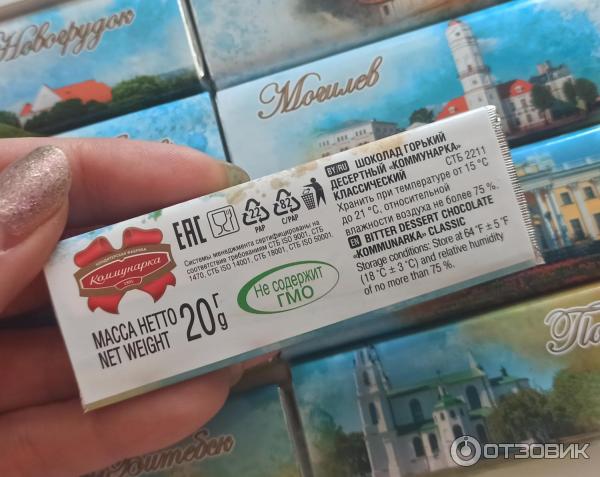 Новогрудок
Могилев
BY/RU ШОКОЛАД ГОРЬКИЙ
ДЕСЕРТНЫЙ «КОММУНАРКА»
КЛАССИЧЕСКИЙ СТБ 2211
Хранить при температуре от 15 °С
до 21 °С, относительной
влажности воздуха не более 75 %.
EN BITTER DESSERT CHOCOLATE
«KOMMUNARKA» CLASSIC
Storage conditions: Store at 64 °F ± 5 °F
(18 °C ± 3 °C) and relative humidity
of no more than 75 %.
EAC
22
PAP
82
C/PAP
Системы менеджмента сертифицированы на
соответствие требованиям СТБ ISO 9001, СТБ
1470, СТБ ISO 14001, СТБ 18001, СТБ ISO 50001.
КОНДИТЕРСКАЯ ФАБРИКА
Коммунарка
Не содержит
ГМО
МАССА НЕТТО 20 г
NET WEIGHT g
Витебск
По
ОТЗОВИК